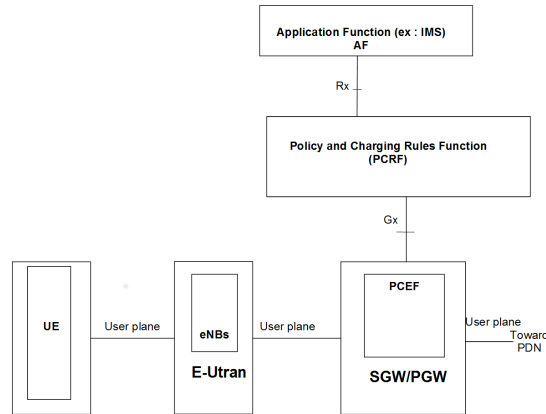 Application Function (ex : IMS)
AF
Rx
Policy and Charging Rules Function
(PCRF)
Gx
PCEF
UE
User plane
eNBs
User plane
User plane
Toward
PDN
E-Utran
SGW/PGW